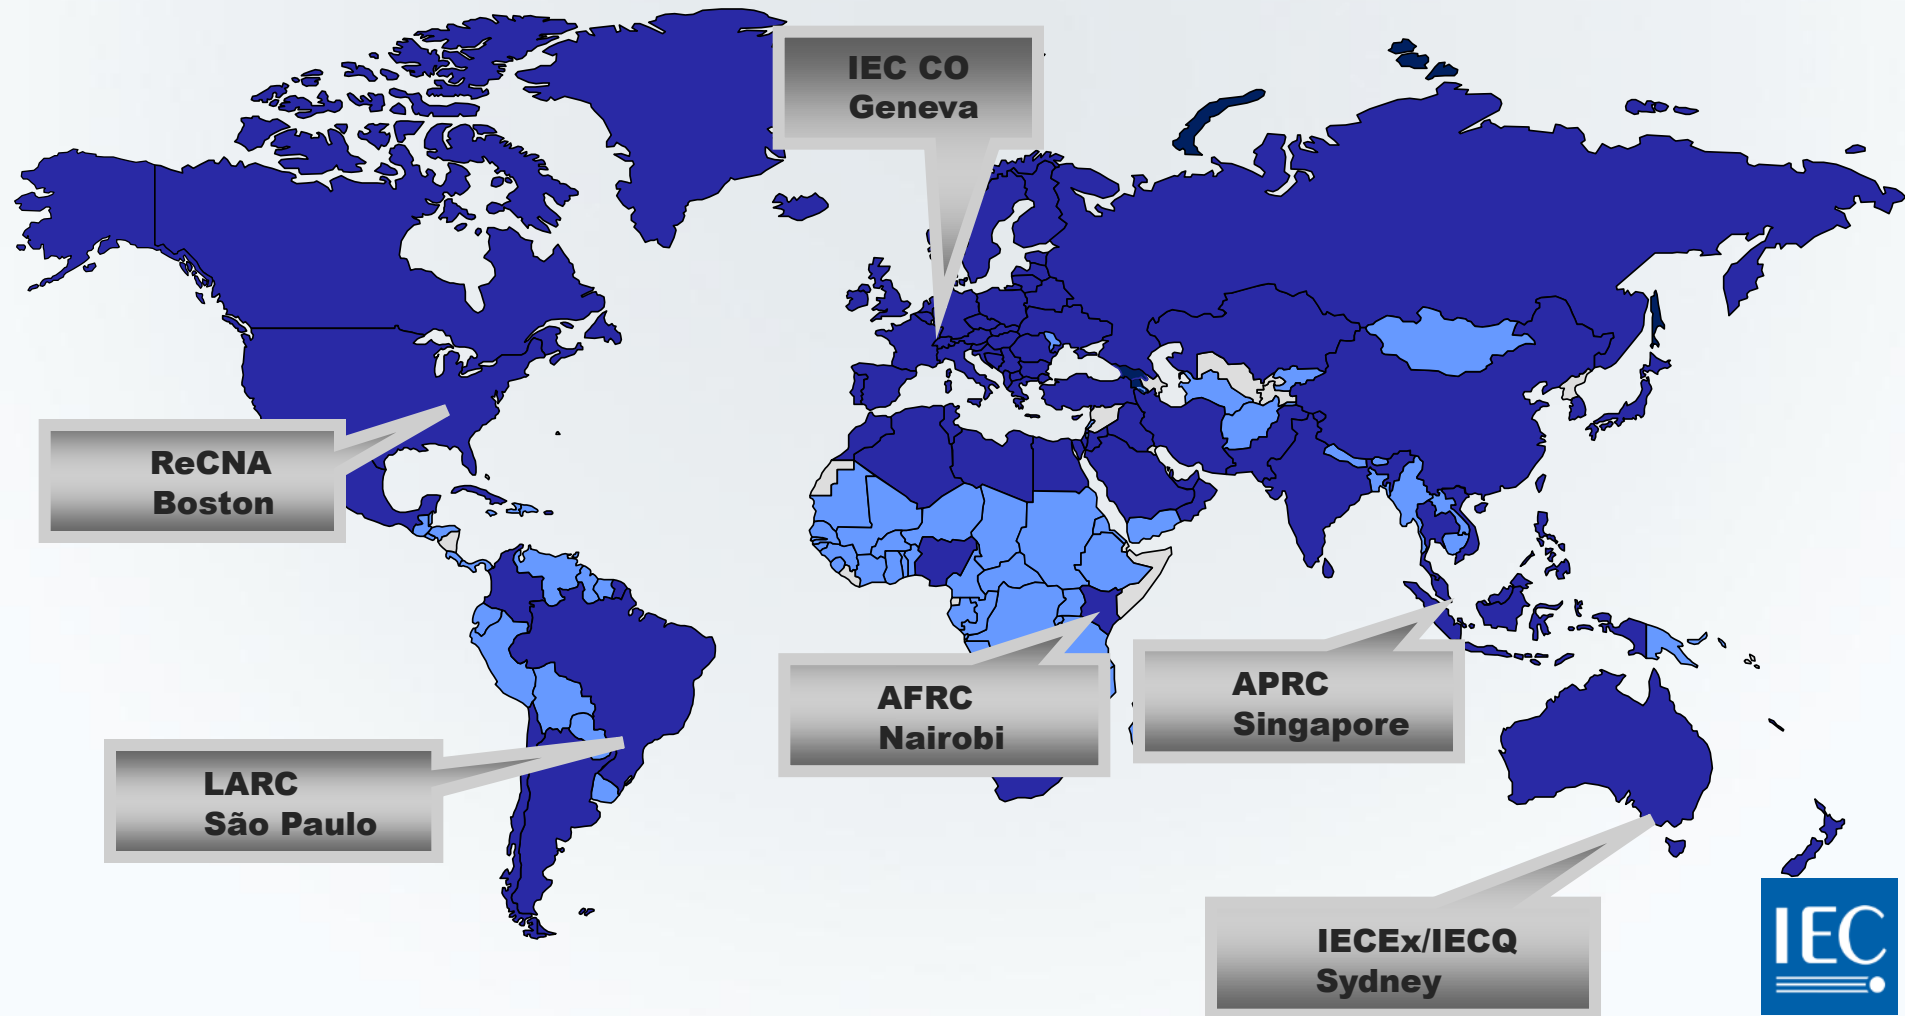 IEC CO
Geneva
ReCNA
Boston
AFRC
Nairobi
APRC
Singapore
LARC
São Paulo
IECEx/IECQ
Sydney
IEC